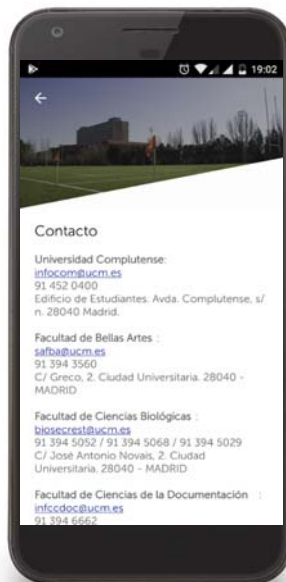 19:02
Contacto
Universidad Complutense:
infocom@ucm.es
91 452 0400
Edificio de Estudiantes. Avda. Complutense, s/
n. 28040 Madrid.
Facultad de Bellas Artes :
safba@ucm.es
91 394 3560
C/ Greco, 2. Ciudad Universitaria. 28040 -
MADRID
Facultad de Ciencias Biológicas :
biosecrest@ucm.es
91 394 5052 / 91 394 5068 / 91 394 5029
C/ José Antonio Novais, 2. Ciudad
Universitaria. 28040 - MADRID
Facultad de Ciencias de la Documentación :
infccdoc@ucm.es
91 394 6662